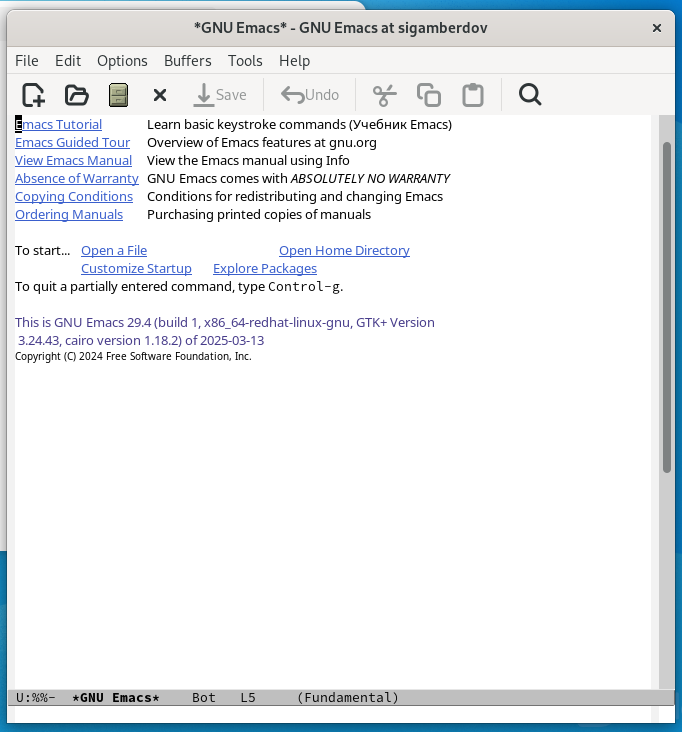 *GNU Emacs* - GNU Emacs at sigamberdov
File Edit Options Buffers Tools Help
Save Undo
Emacs Tutorial Learn basic keystroke commands (Учебник Emacs)
Emacs Guided Tour Overview of Emacs features at gnu.org
View Emacs Manual View the Emacs manual using Info
Absence of Warranty GNU Emacs comes with ABSOLUTELY NO WARRANTY
Copying Conditions Conditions for redistributing and changing Emacs
Ordering Manuals Purchasing printed copies of manuals
To start... Open a File Open Home Directory
Customize Startup Explore Packages
To quit a partially entered command, type Control-g.
This is GNU Emacs 29.4 (build 1, x86_64-redhat-linux-gnu, GTK+ Version
3.24.43, cairo version 1.18.2) of 2025-03-13
Copyright (C) 2024 Free Software Foundation, Inc.
U:%%- *GNU Emacs* Bot L5 (Fundamental)